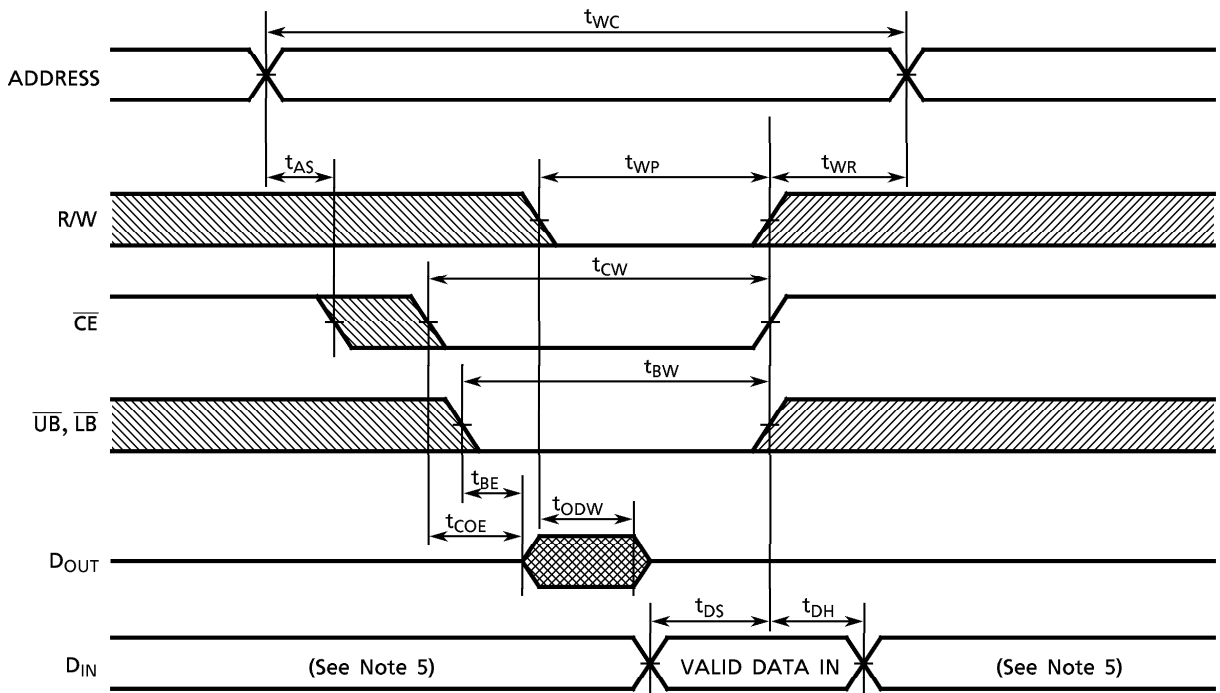 tWC
ADDRESS
tAS
tWP
tWR
R/W
tCW
CE
tBW
UB, LB
tBE
tODW
tCOE
DOUT
tDS
tDH
DIN
(See Note 5)
VALID DATA IN
(See Note 5)